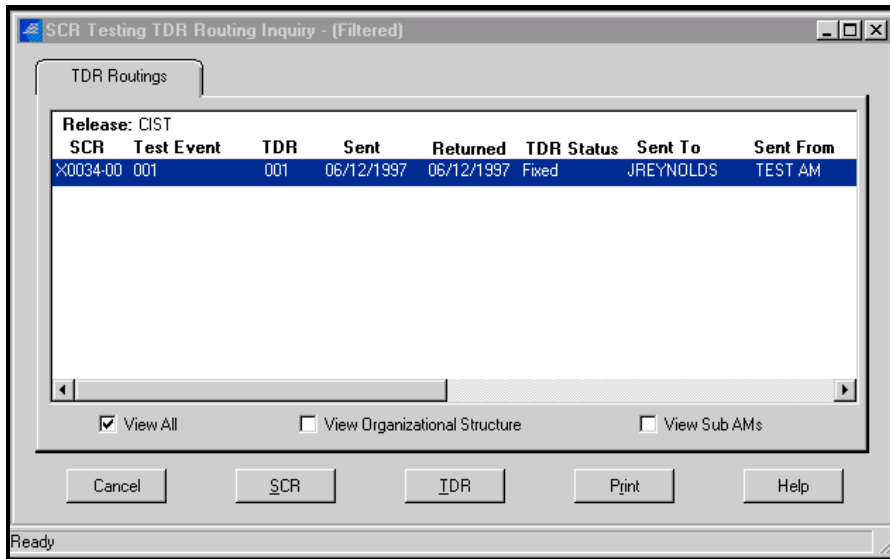 SCR Testing TDR Routing Inquiry - (Filtered)
TDR Routings
Release: CIST
SCR Test Event TDR Sent Returned TDR Status Sent To Sent From
X0034-00 001 001 06/12/1997 06/12/1997 Fixed JREYNOLDS TEST AM
View All View Organizational Structure View Sub AMs
Cancel SCR TDR Print Help
Ready